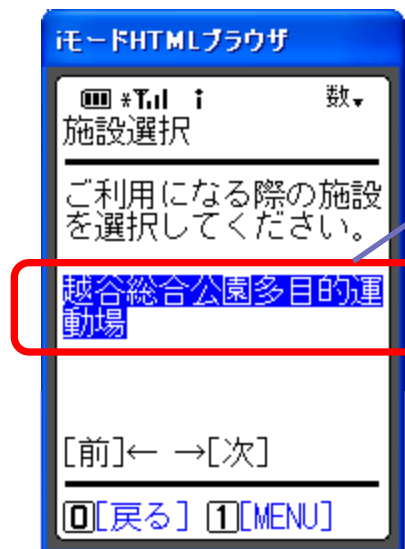 iモードHTMLブラウザ
数▼
施設選択
ご利用になる際の施設
を選択してください。
越谷総合公園多目的運
動場
[前]← →[次]
0[戻る] 1[MENU]